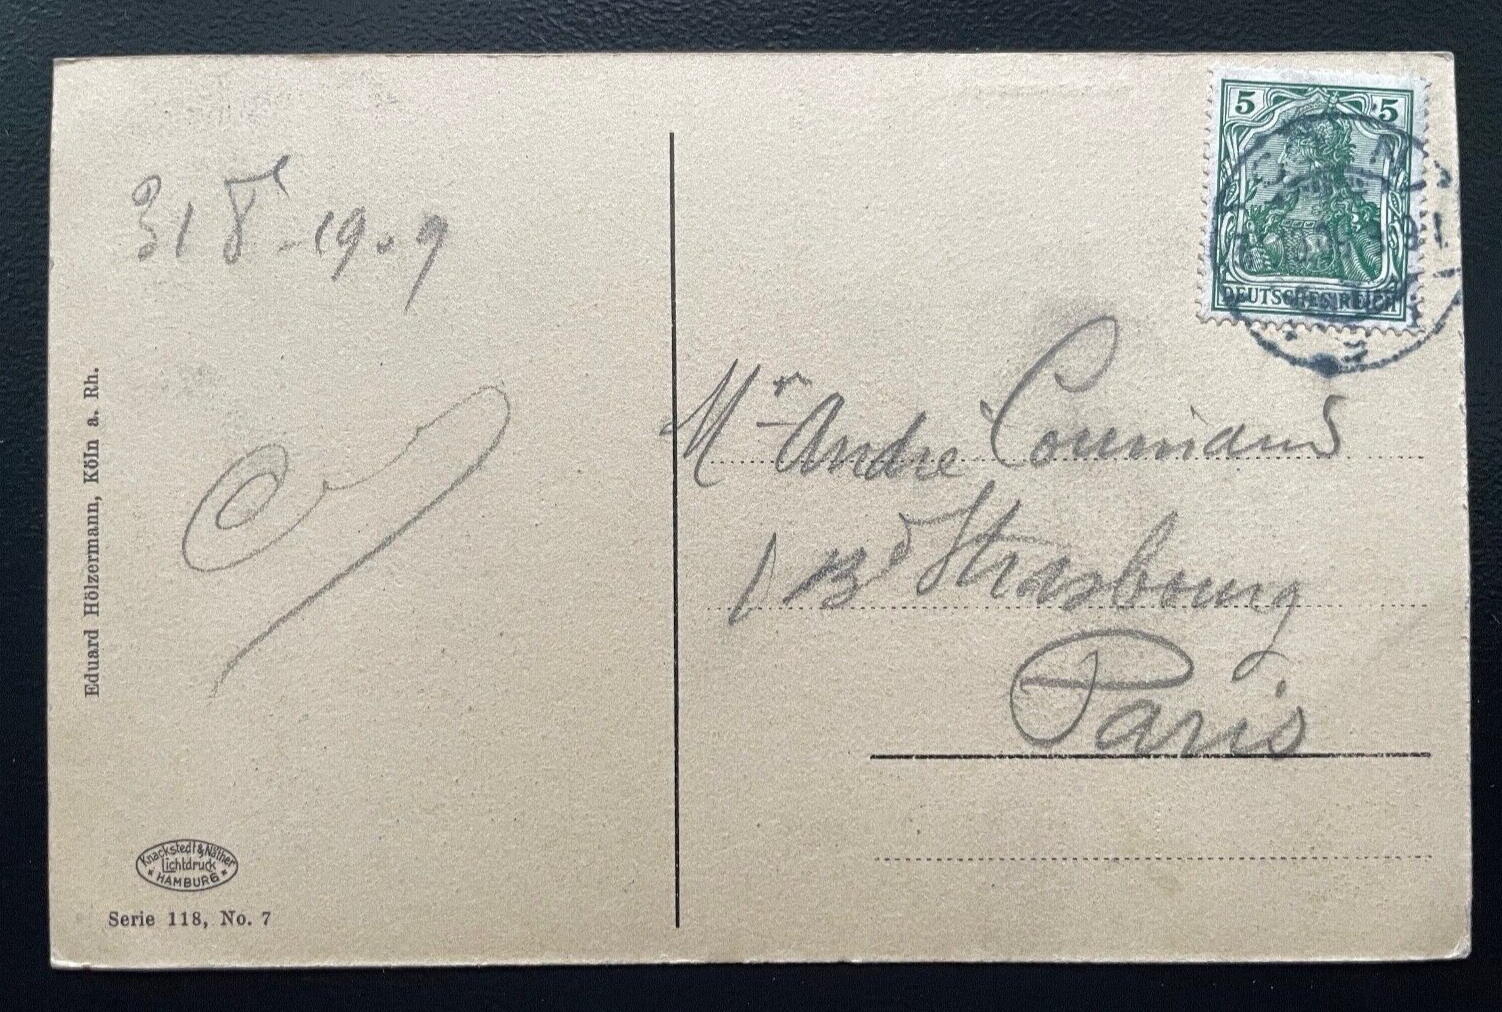 31 8 - 1909
5 5
DEUTSCHES REICH
Mr André
1 Bd Strasbourg
Paris
Eduard Hölzermann, Köln a. Rh.
Knackstedt & Näther
Lichtdruck
HAMBURG
Serie 118, No. 7